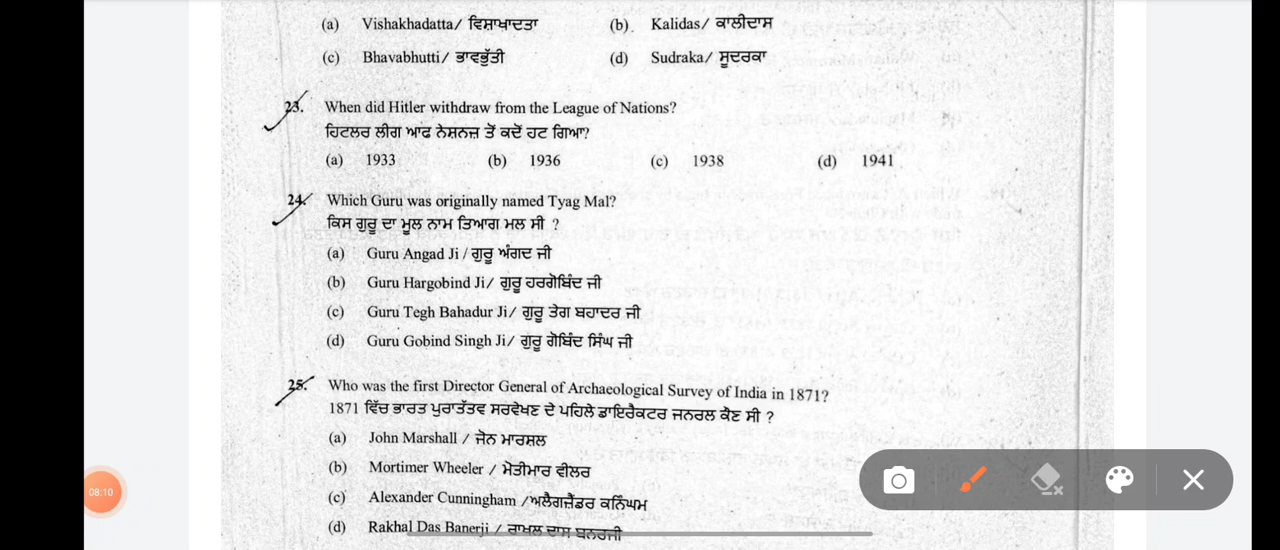 (a) Vishakhadatta/ ਵਿਸ਼ਾਖਾਦਤਾ (b). Kalidas/ ਕਾਲੀਦਾਸ
(c) Bhavabhutti/ ਭਾਵਭੁੱਤੀ (d) Sudraka/ ਸੂਦਰਕਾ
23. When did Hitler withdraw from the League of Nations?
ਹਿਟਲਰ ਲੀਗ ਆਫ ਨੇਸ਼ਨਜ਼ ਤੋਂ ਕਦੋਂ ਹਟ ਗਿਆ?
(a) 1933 (b) 1936 (c) 1938 (d) 1941
24. Which Guru was originally named Tyag Mal?
ਕਿਸ ਗੁਰੂ ਦਾ ਮੂਲ ਨਾਮ ਤਿਆਗ ਮਲ ਸੀ ?
(a) Guru Angad Ji / ਗੁਰੂ ਅੰਗਦ ਜੀ
(b) Guru Hargobind Ji/ ਗੁਰੂ ਹਰਗੋਬਿੰਦ ਜੀ
(c) Guru Tegh Bahadur Ji/ ਗੁਰੂ ਤੇਗ ਬਹਾਦਰ ਜੀ
(d) Guru Gobind Singh Ji/ ਗੁਰੂ ਗੋਬਿੰਦ ਸਿੰਘ ਜੀ
25. Who was the first Director General of Archaeological Survey of India in 1871?
1871 ਵਿੱਚ ਭਾਰਤ ਪੁਰਾਤੱਤਵ ਸਰਵੇਖਣ ਦੇ ਪਹਿਲੇ ਡਾਇਰੈਕਟਰ ਜਨਰਲ ਕੌਣ ਸੀ ?
(a) John Marshall / ਜੋਨ ਮਾਰਸ਼ਲ
(b) Mortimer Wheeler / ਮੋਤੀਮਾਰ ਵੀਲਰ
(c) Alexander Cunningham /ਅਲੈਗਜ਼ੈਂਡਰ ਕਨਿੰਘਮ
(d) Rakhal Das Banerji / ਰਾਖਲ ਦਾਸ ਬਨਰਜੀ
08:10